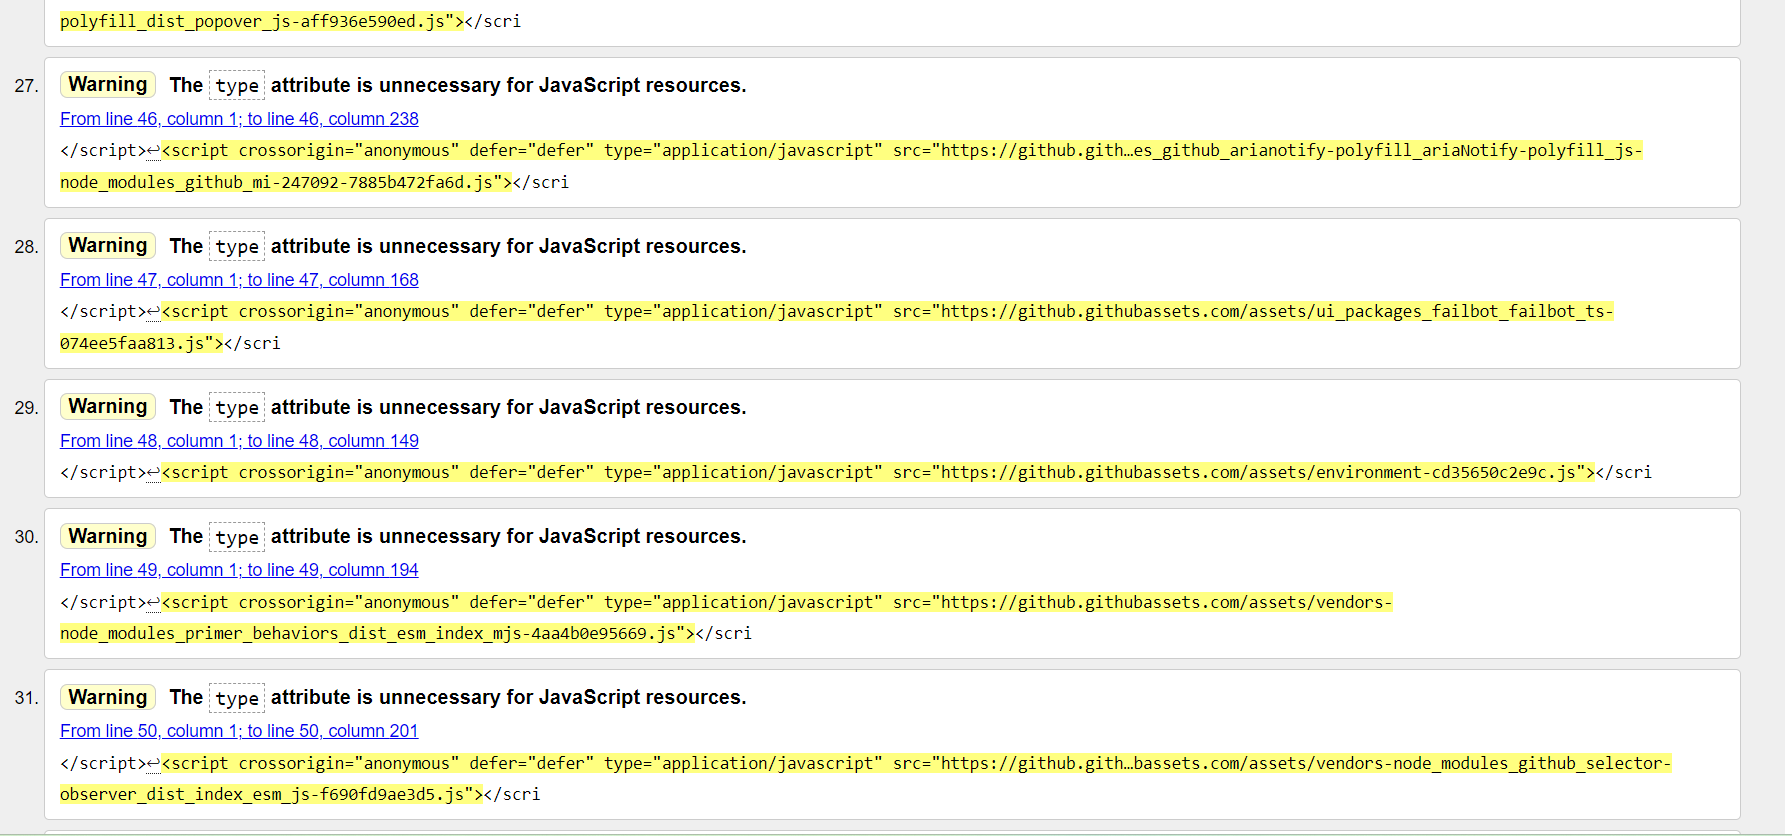 polyfill_dist_popover_js-aff936e590ed.js"></scri
27. Warning The type attribute is unnecessary for JavaScript resources.
From line 46, column 1; to line 46, column 238
</script>↩<script crossorigin="anonymous" defer="defer" type="application/javascript" src="https://github.gith…es_github_arianotify-polyfill_ariaNotify-polyfill_js-
node_modules_github_mi-247092-7885b472fa6d.js"></scri
28. Warning The type attribute is unnecessary for JavaScript resources.
From line 47, column 1; to line 47, column 168
</script>↩<script crossorigin="anonymous" defer="defer" type="application/javascript" src="https://github.githubassets.com/assets/ui_packages_failbot_failbot_ts-
074ee5faa813.js"></scri
29. Warning The type attribute is unnecessary for JavaScript resources.
From line 48, column 1; to line 48, column 149
</script>↩<script crossorigin="anonymous" defer="defer" type="application/javascript" src="https://github.githubassets.com/assets/environment-cd35650c2e9c.js"></scri
30. Warning The type attribute is unnecessary for JavaScript resources.
From line 49, column 1; to line 49, column 194
</script>↩<script crossorigin="anonymous" defer="defer" type="application/javascript" src="https://github.githubassets.com/assets/vendors-
node_modules_primer_behaviors_dist_esm_index_mjs-4aa4b0e95669.js"></scri
31. Warning The type attribute is unnecessary for JavaScript resources.
From line 50, column 1; to line 50, column 201
</script>↩<script crossorigin="anonymous" defer="defer" type="application/javascript" src="https://github.gith…bassets.com/assets/vendors-node_modules_github_selector-
observer_dist_index_esm_js-f690fd9ae3d5.js"></scri